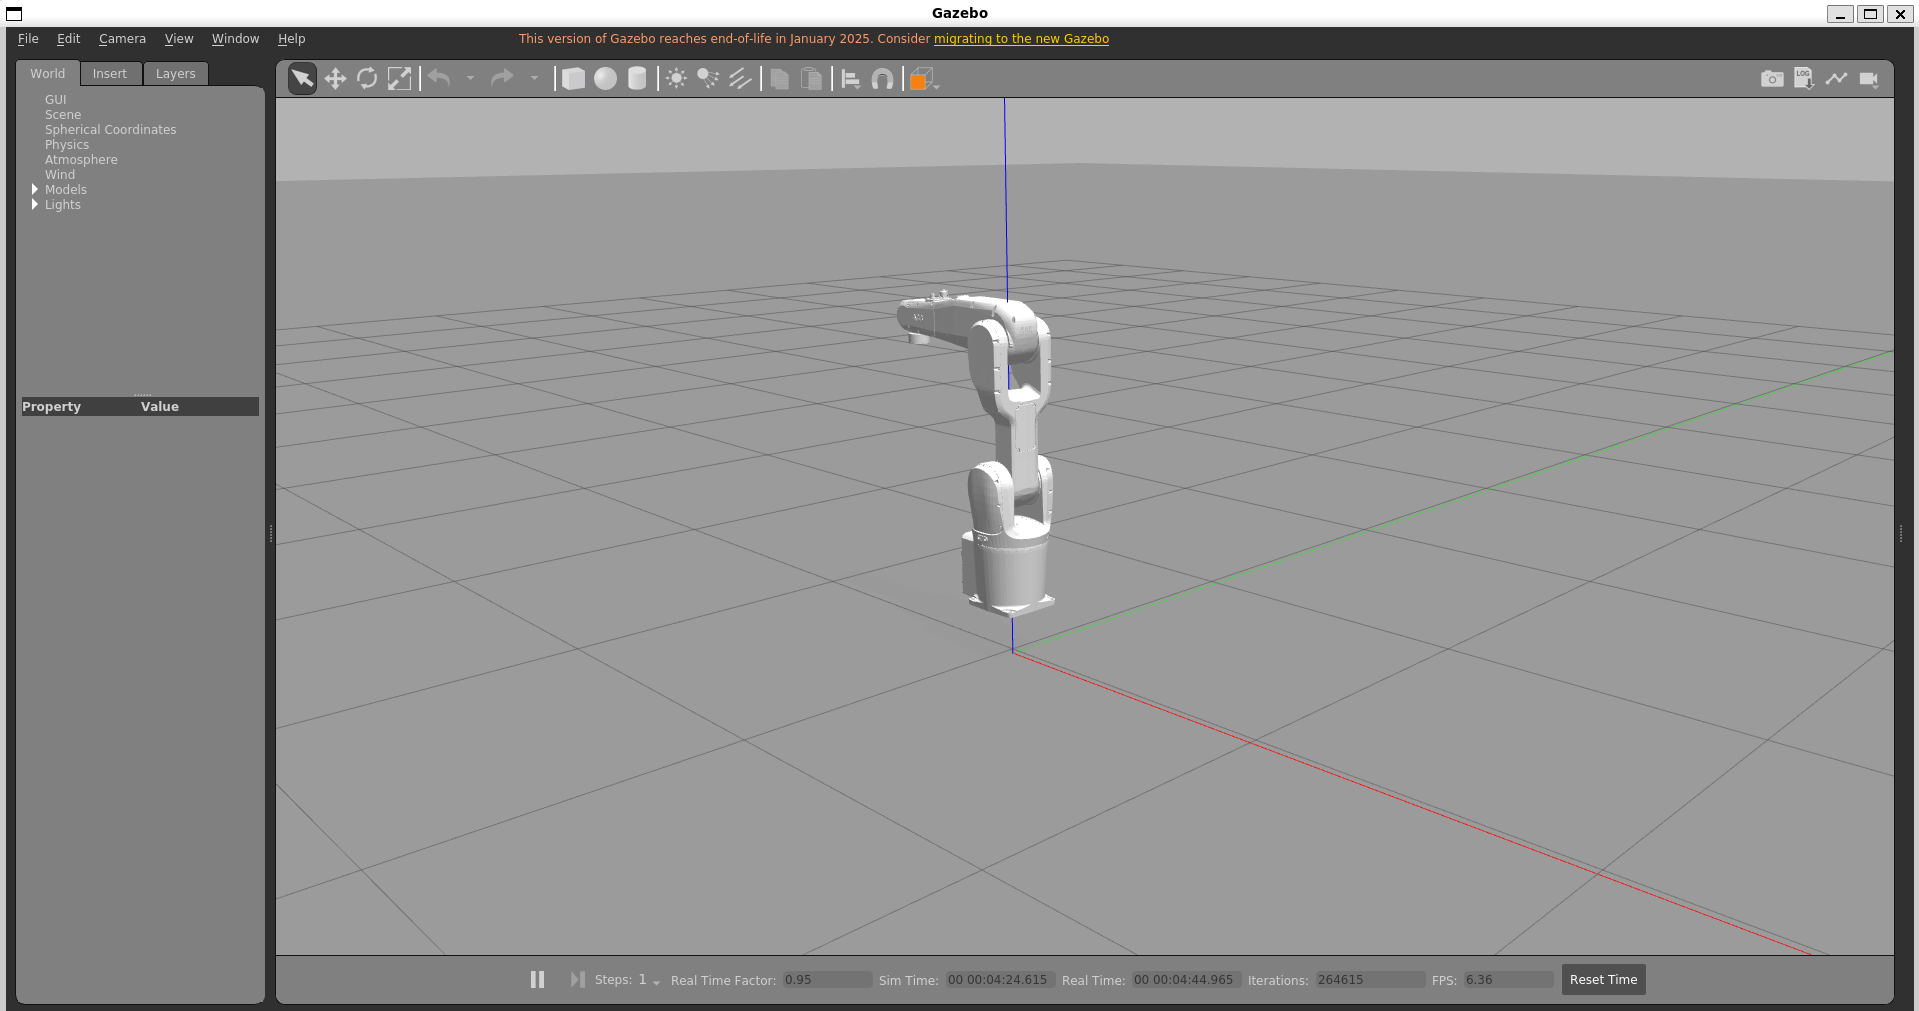 Gazebo
File Edit Camera View Window Help
This version of Gazebo reaches end-of-life in January 2025. Consider migrating to the new Gazebo
World Insert Layers
LOG
GUI
Scene
Spherical Coordinates
Physics
Atmosphere
Wind
Models
Lights
Property Value
Steps: 1 Real Time Factor: 0.95 Sim Time: 00 00:04:24.615 Real Time: 00 00:04:44.965 Iterations: 264615 FPS: 6.36 Reset Time